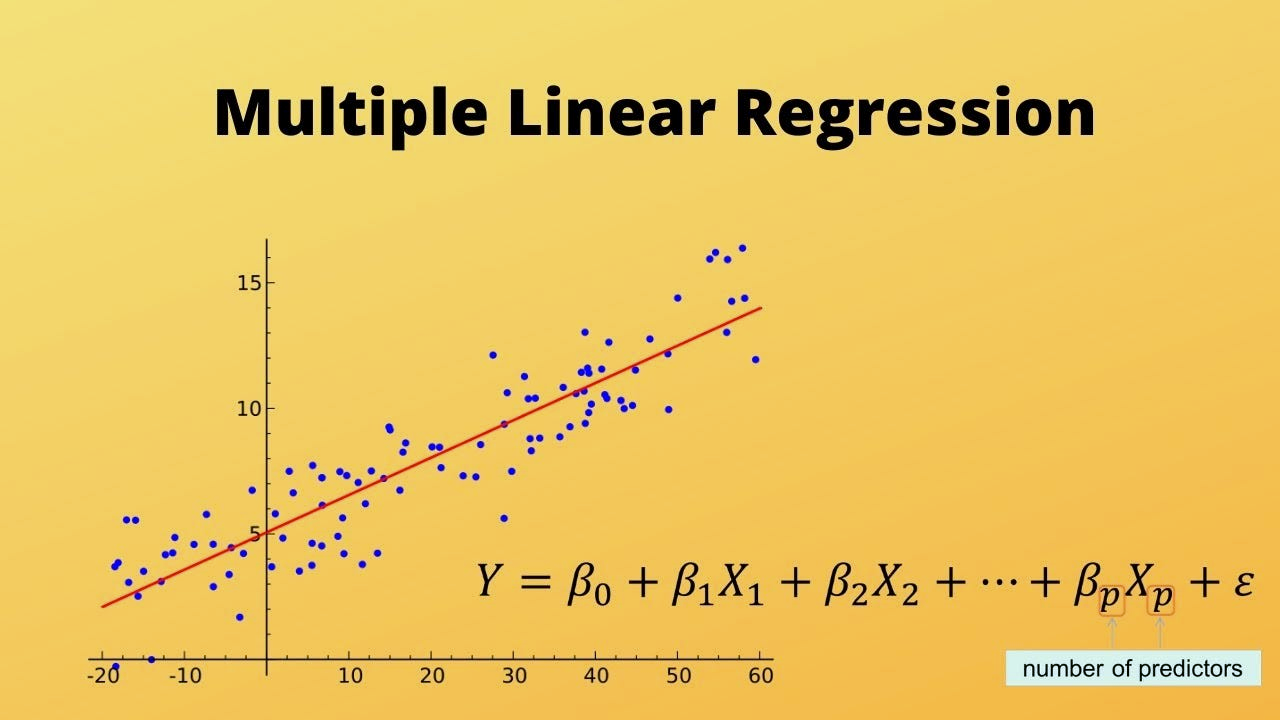 Multiple Linear Regression
15
10
5
Y = β₀ + β₁X₁ + β₂X₂ + ⋯ + βₚXₚ + ε
number of predictors
-20 -10 10 20 30 40 50 60